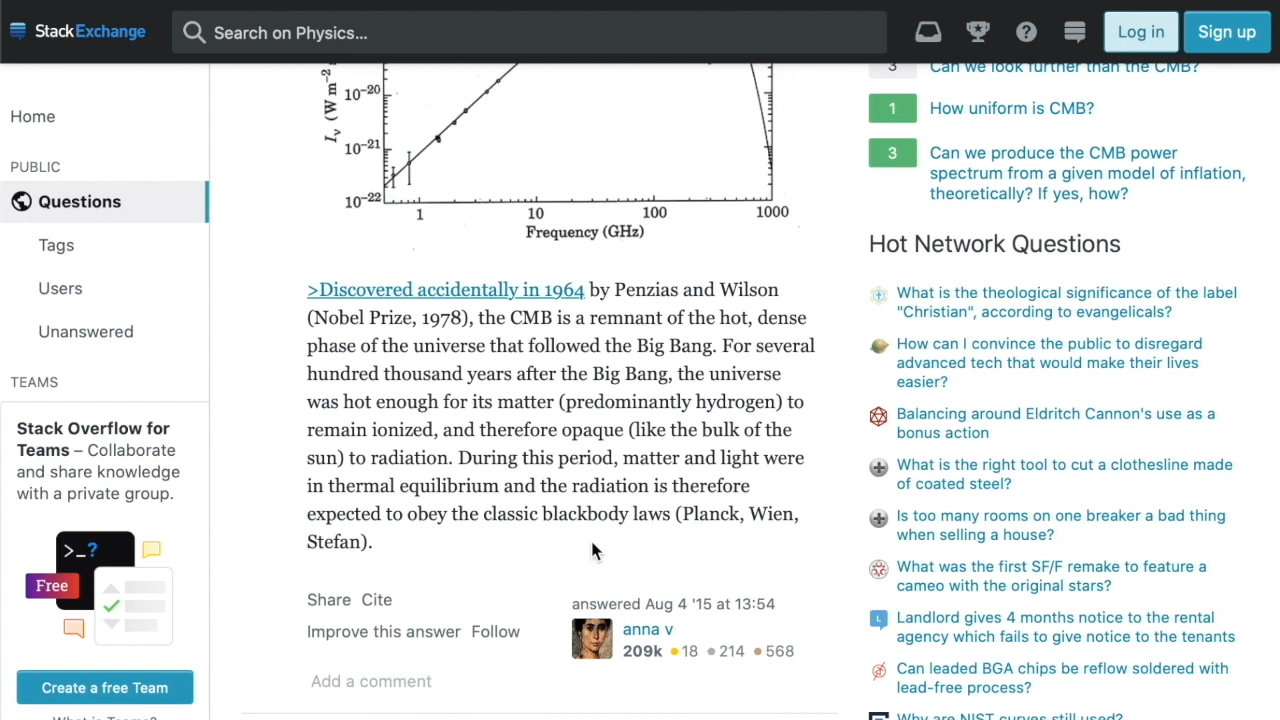 StackExchange
Search on Physics...
Log in
Sign up
Home
PUBLIC
Questions
Tags
Users
Unanswered
TEAMS
Stack Overflow for
Teams – Collaborate
and share knowledge
with a private group.
>_?
Free
Create a free Team
What is Teams?
Iν (W m⁻²
10⁻²⁰
10⁻²¹
10⁻²²
1
10
100
1000
Frequency (GHz)
>Discovered accidentally in 1964 by Penzias and Wilson
(Nobel Prize, 1978), the CMB is a remnant of the hot, dense
phase of the universe that followed the Big Bang. For several
hundred thousand years after the Big Bang, the universe
was hot enough for its matter (predominantly hydrogen) to
remain ionized, and therefore opaque (like the bulk of the
sun) to radiation. During this period, matter and light were
in thermal equilibrium and the radiation is therefore
expected to obey the classic blackbody laws (Planck, Wien,
Stefan).
Share Cite
Improve this answer Follow
answered Aug 4 '15 at 13:54
anna v
209k 18 214 568
Add a comment
3
Can we look further than the CMB?
1
How uniform is CMB?
3
Can we produce the CMB power
spectrum from a given model of inflation,
theoretically? If yes, how?
Hot Network Questions
What is the theological significance of the label
"Christian", according to evangelicals?
How can I convince the public to disregard
advanced tech that would make their lives
easier?
Balancing around Eldritch Cannon's use as a
bonus action
What is the right tool to cut a clothesline made
of coated steel?
Is too many rooms on one breaker a bad thing
when selling a house?
What was the first SF/F remake to feature a
cameo with the original stars?
Landlord gives 4 months notice to the rental
agency which fails to give notice to the tenants
Can leaded BGA chips be reflow soldered with
lead-free process?
Why are NIST curves still used?